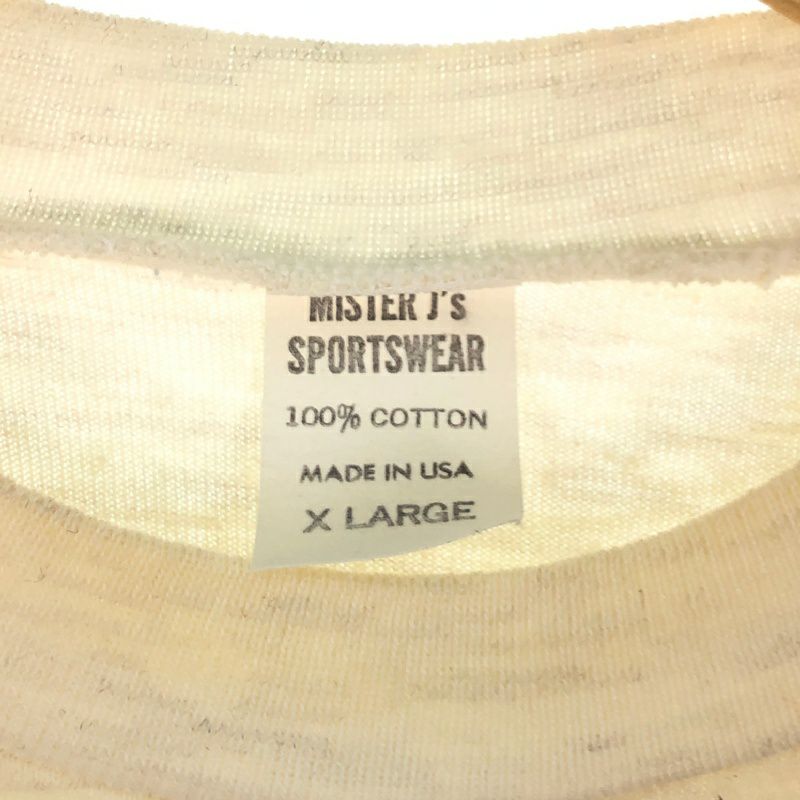 MISTER J's
SPORTSWEAR
100% COTTON
MADE IN USA
X LARGE